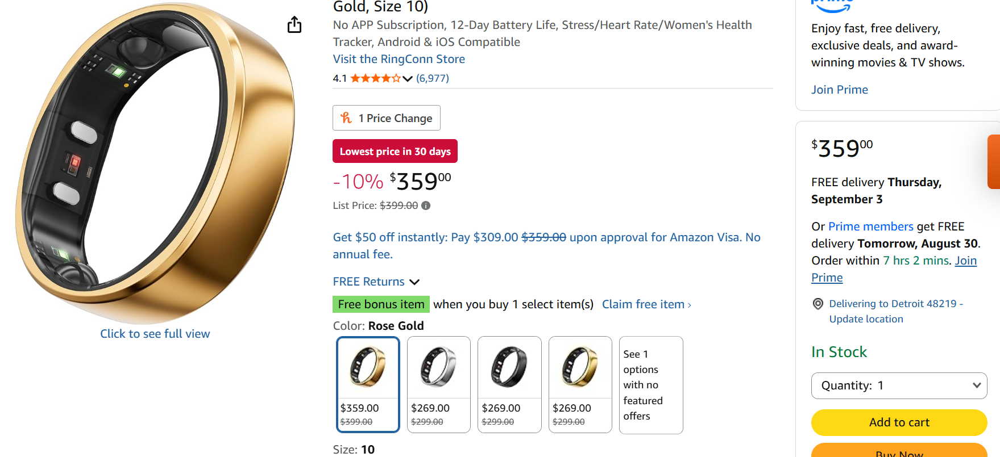 Gold, Size 10)
No APP Subscription, 12-Day Battery Life, Stress/Heart Rate/Women's Health
Tracker, Android & iOS Compatible
Visit the RingConn Store
4.1 (6,977)
1 Price Change
Lowest price in 30 days
-10% $35900
List Price: $399.00
Get $50 off instantly: Pay $309.00 $359.00 upon approval for Amazon Visa. No
annual fee.
FREE Returns
Free bonus item when you buy 1 select item(s) Claim free item ›
Color: Rose Gold
$359.00
$399.00
$269.00
$299.00
$269.00
$299.00
$269.00
$299.00
See 1
options
with no
featured
offers
Size: 10
Click to see full view
prime
Enjoy fast, free delivery,
exclusive deals, and award-
winning movies & TV shows.
Join Prime
$35900
FREE delivery Thursday,
September 3
Or Prime members get FREE
delivery Tomorrow, August 30.
Order within 7 hrs 2 mins. Join
Prime
Delivering to Detroit 48219 -
Update location
In Stock
Quantity: 1
Add to cart
Buy Now